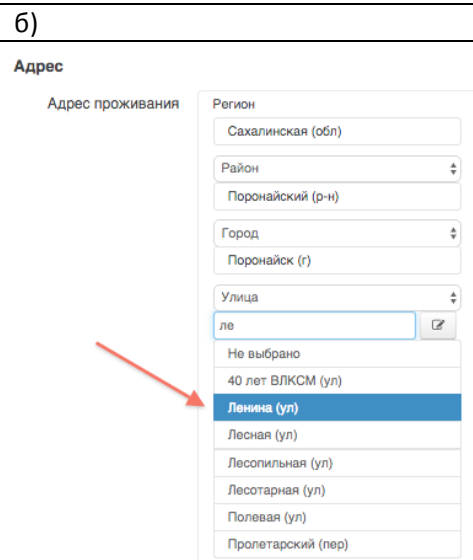 б)
Адрес
Адрес проживания Регион
Сахалинская (обл)
Район
Поронайский (р-н)
Город
Поронайск (г)
Улица
ле
Не выбрано
40 лет ВЛКСМ (ул)
Ленина (ул)
Лесная (ул)
Лесопильная (ул)
Лесотарная (ул)
Полевая (ул)
Пролетарский (пер)